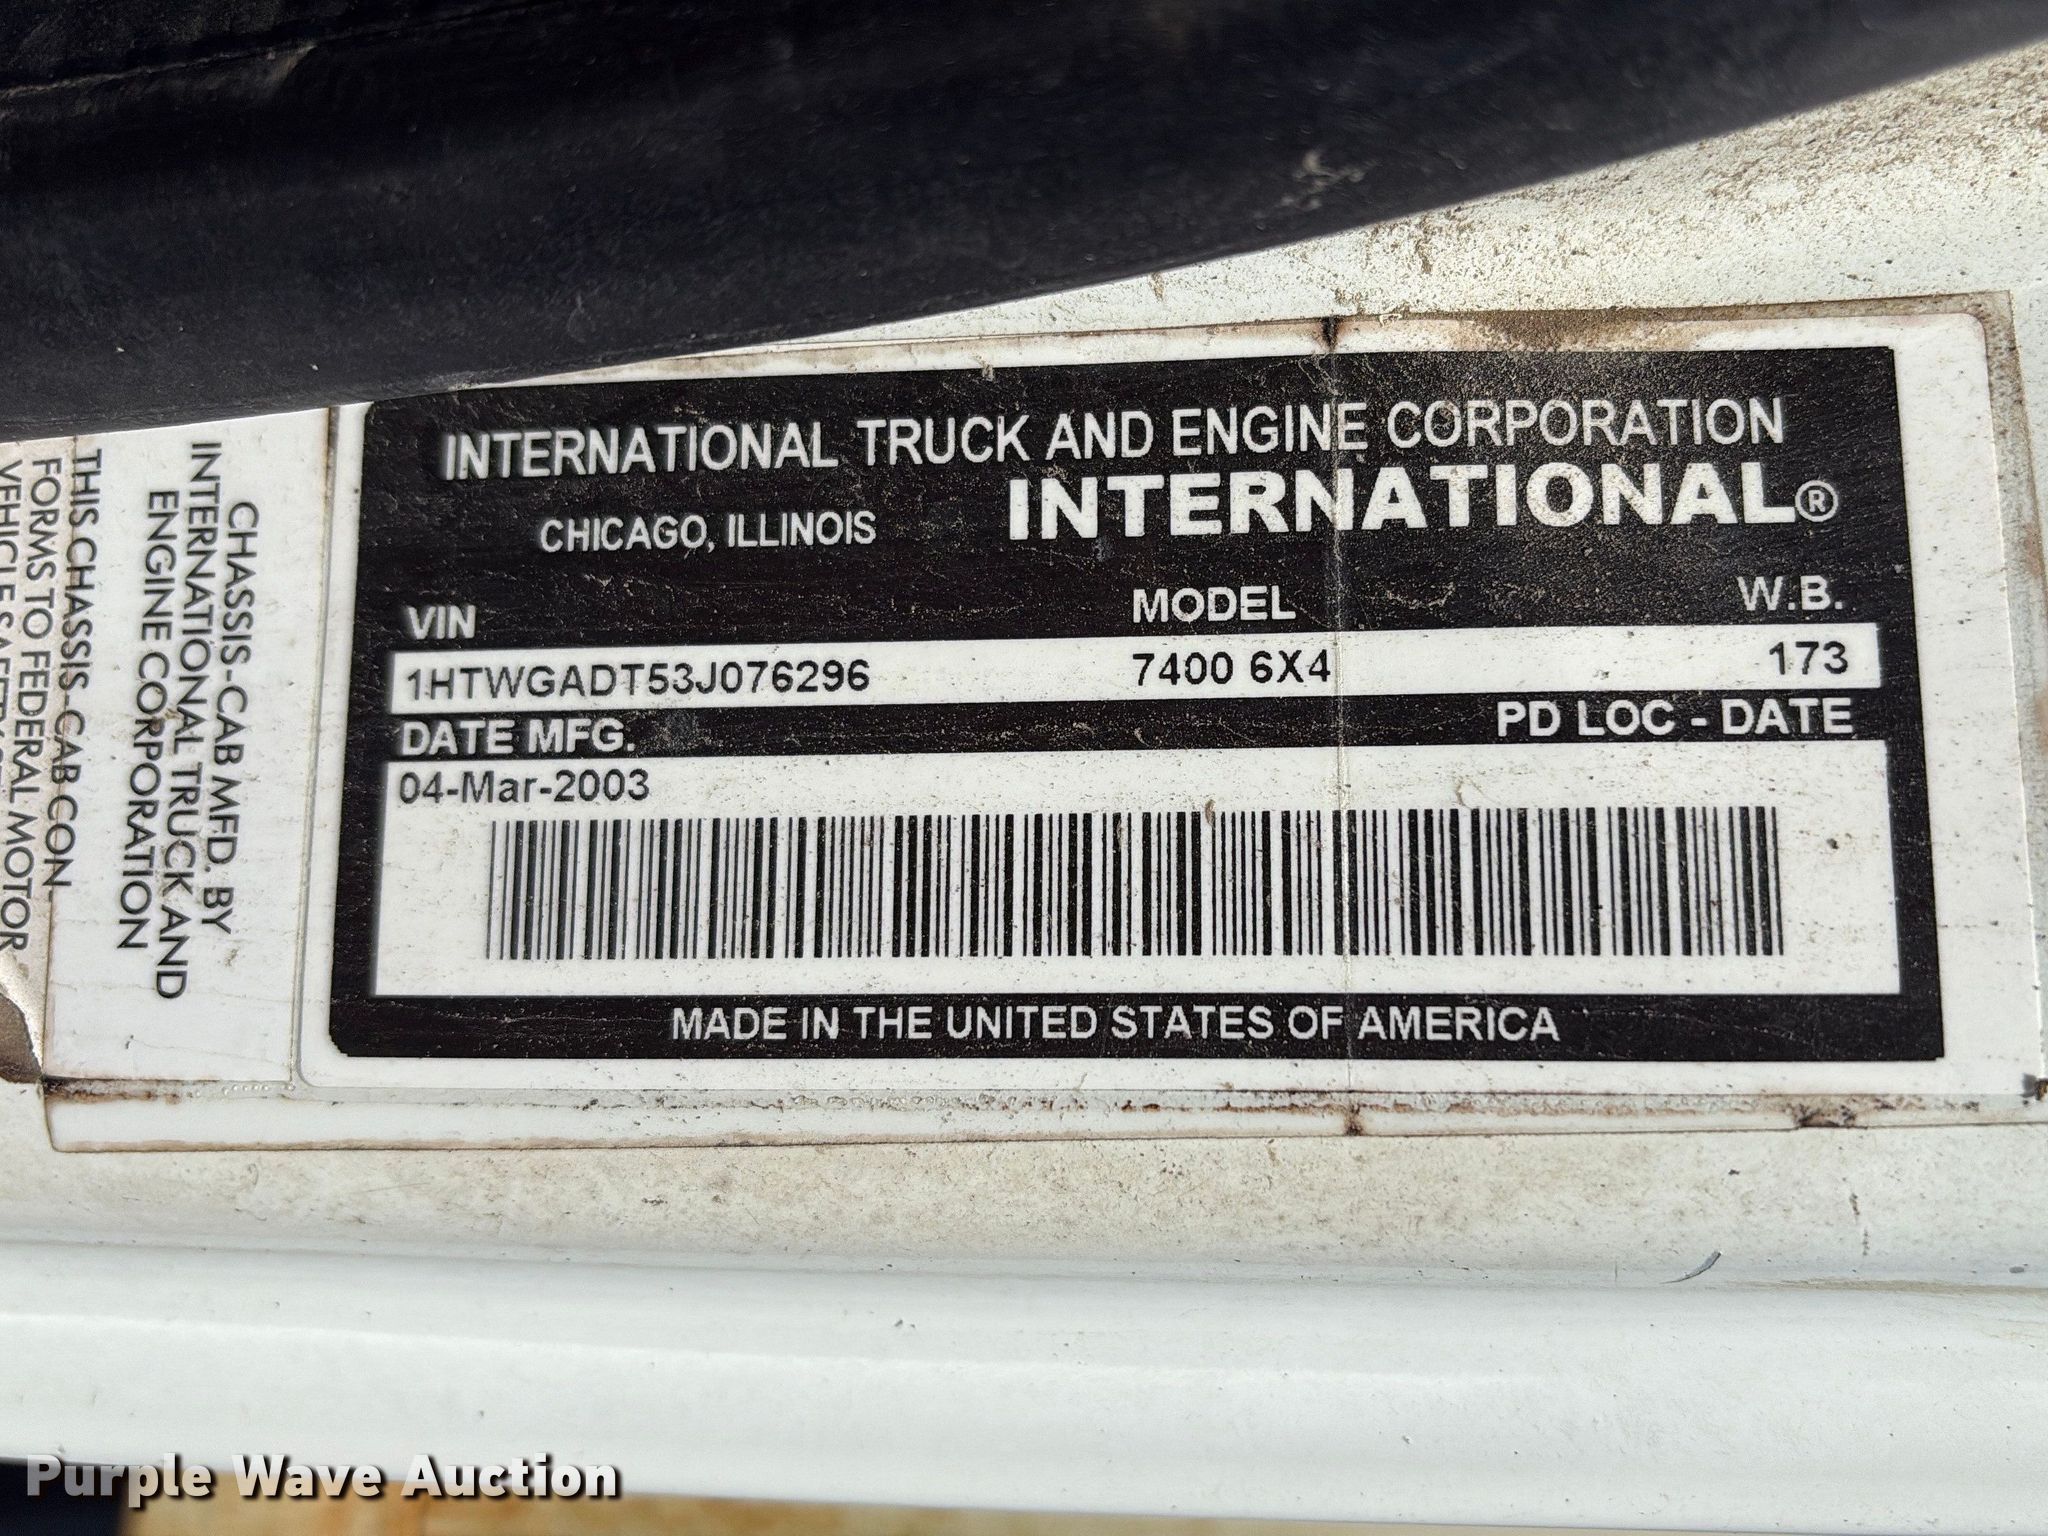 INTERNATIONAL TRUCK AND ENGINE CORPORATION
CHICAGO, ILLINOIS
INTERNATIONAL®
VIN MODEL W.B.
1HTWGADT53J076296 7400 6X4 173
DATE MFG. PD LOC - DATE
04-Mar-2003
MADE IN THE UNITED STATES OF AMERICA
CHASSIS-CAB MFD. BY
INTERNATIONAL TRUCK AND
ENGINE CORPORATION
THIS CHASSIS-CAB CON-
FORMS TO FEDERAL MOTOR
VEHICLE
Purple Wave Auction